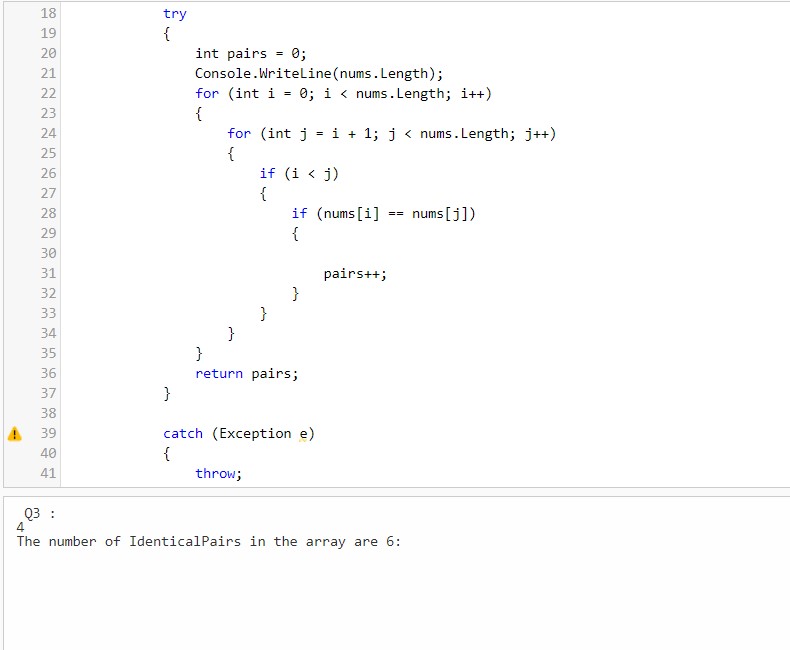 18 try
19 {
20 int pairs = 0;
21 Console.WriteLine(nums.Length);
22 for (int i = 0; i < nums.Length; i++)
23 {
24 for (int j = i + 1; j < nums.Length; j++)
25 {
26 if (i < j)
27 {
28 if (nums[i] == nums[j])
29 {
30
31 pairs++;
32 }
33 }
34 }
35 }
36 return pairs;
37 }
38
39 catch (Exception e)
40 {
41 throw;
Q3 :
4
The number of IdenticalPairs in the array are 6: